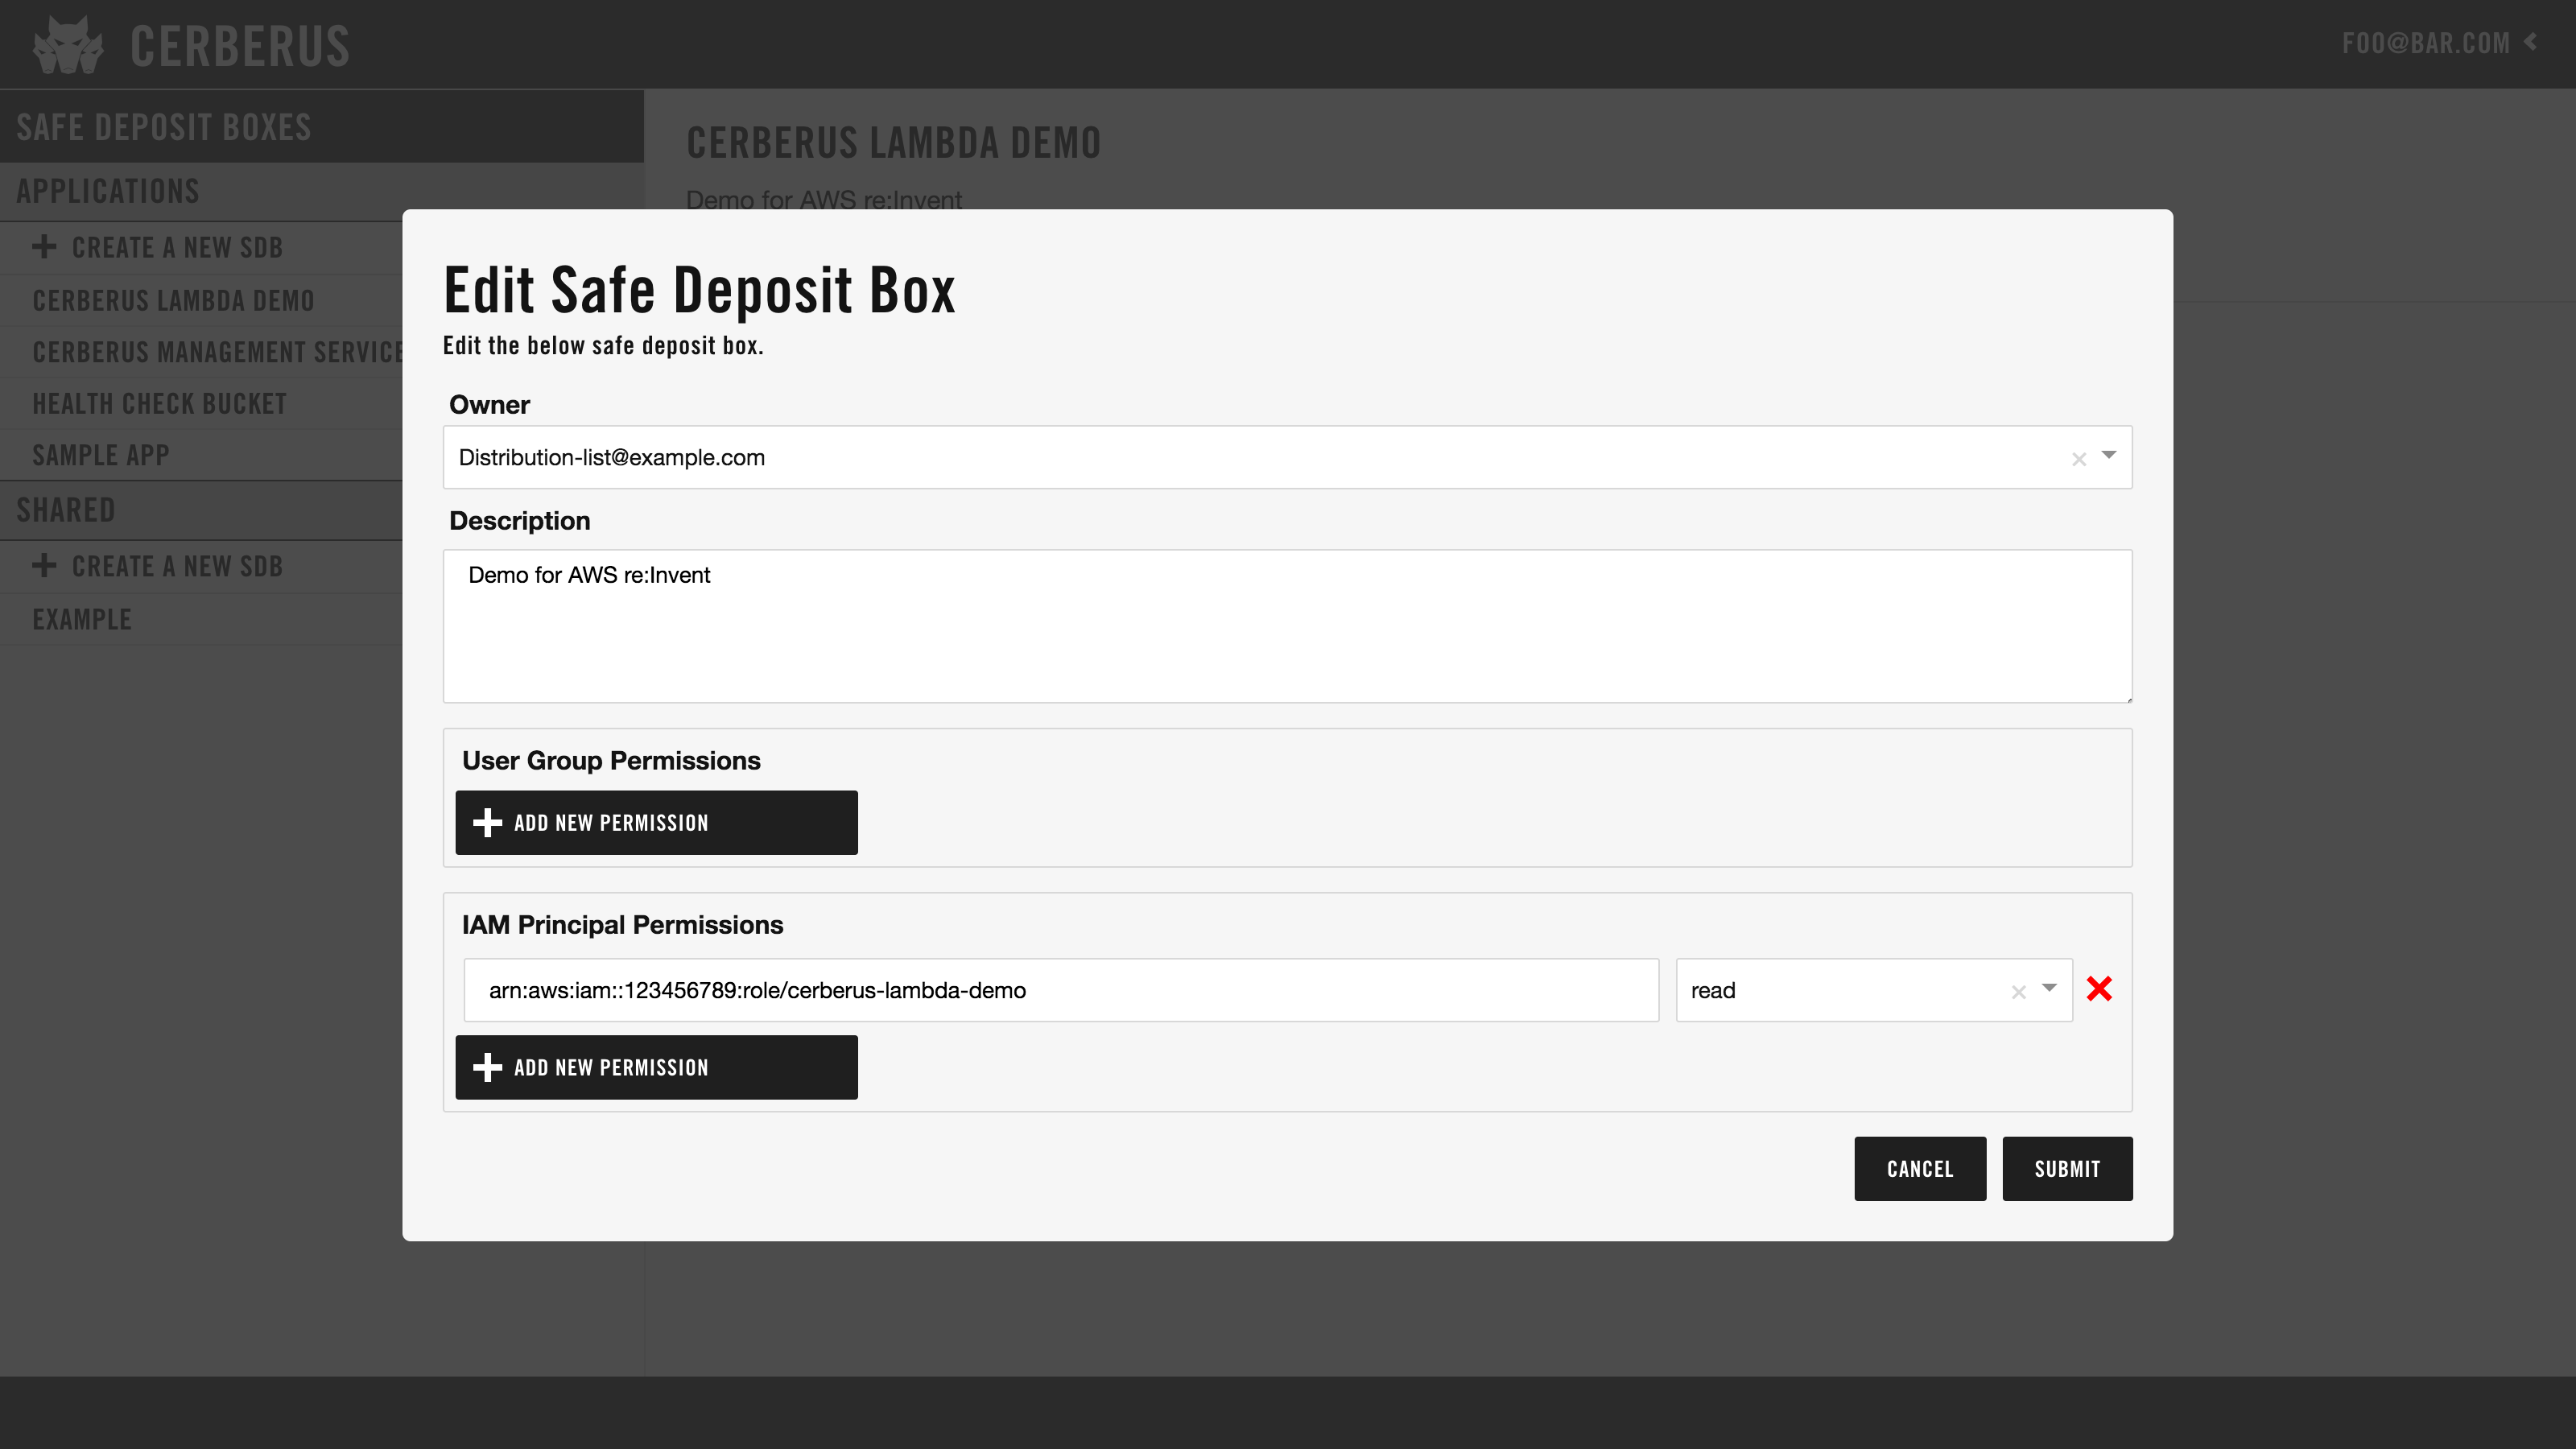 CERBERUS
FOO@BAR.COM
SAFE DEPOSIT BOXES
APPLICATIONS
CREATE A NEW SDB
CERBERUS LAMBDA DEMO
CERBERUS MANAGEMENT SERVICE
HEALTH CHECK BUCKET
SAMPLE APP
SHARED
CREATE A NEW SDB
EXAMPLE
CERBERUS LAMBDA DEMO
Demo for AWS re:Invent
Edit Safe Deposit Box
Edit the below safe deposit box.
Owner
Distribution-list@example.com
Description
Demo for AWS re:Invent
User Group Permissions
ADD NEW PERMISSION
IAM Principal Permissions
arn:aws:iam::123456789:role/cerberus-lambda-demo
read
ADD NEW PERMISSION
CANCEL
SUBMIT